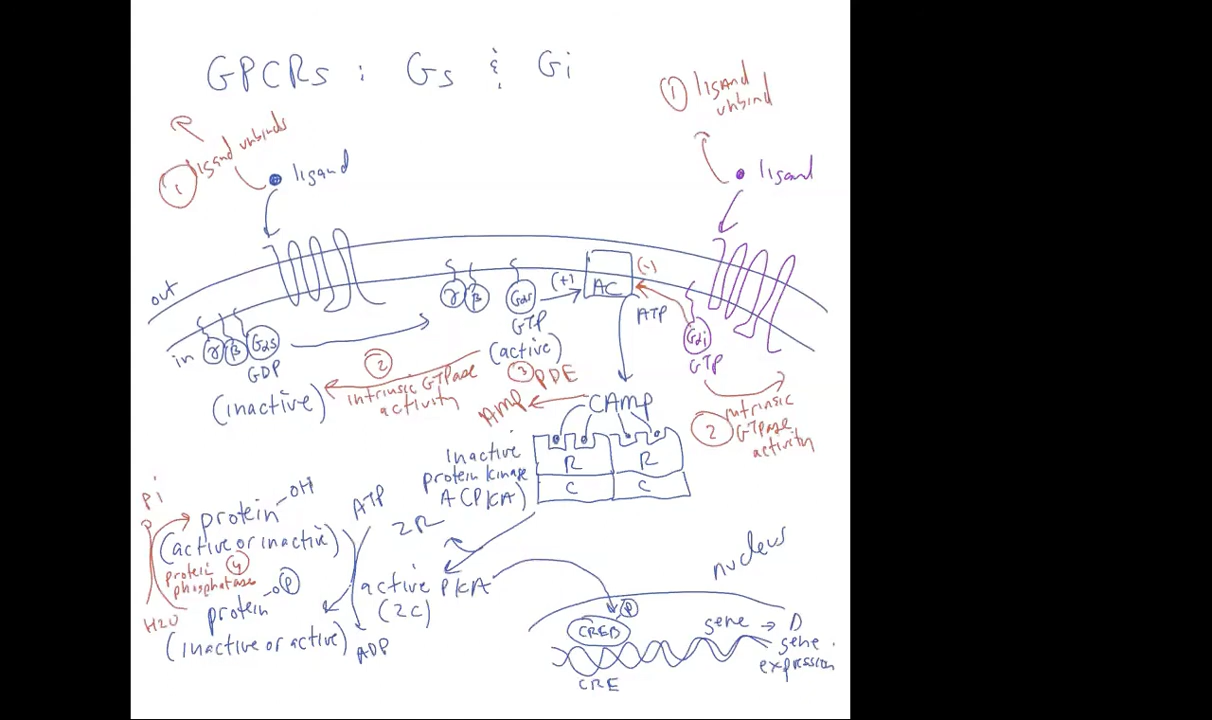 GPCRs : Gs & Gi
① ligand unbinds
ligand
① ligand
unbind
ligand
out
in
γ β Gαs
GDP
(inactive)
γ β Gαs
GTP
(active)
(+)
AC
(-)
ATP
Gαi
GTP
② intrinsic GTPase
activity
③ PDE
AMP
cAMP
② intrinsic
GTPase
activity
Inactive
protein kinase
A (PKA)
R R
C C
2R
active PKA
(2C)
ATP
ADP
Pi
protein-OH
(active or inactive)
protein ④
phosphatase
H2O
protein-O-P
(inactive or active)
nucleus
P
CREB
CRE
gene → Δ
gene
expression